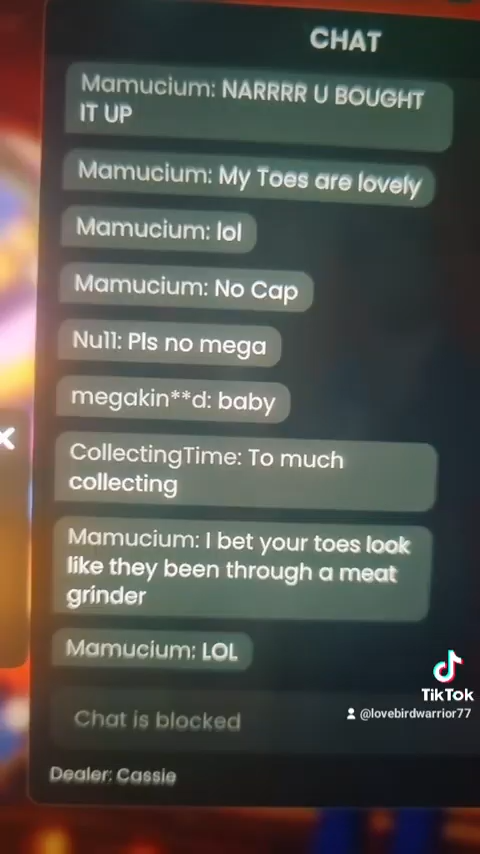 CHAT
Mamucium: NARRRR U BOUGHT
IT UP
Mamucium: My Toes are lovely
Mamucium: lol
Mamucium: No Cap
Nu11: Pls no mega
megakin**d: baby
CollectingTime: To much
collecting
Mamucium: I bet your toes look
like they been through a meat
grinder
Mamucium: LOL
Chat is blocked
Dealer: Cassie
TikTok
@lovebirdwarrior77